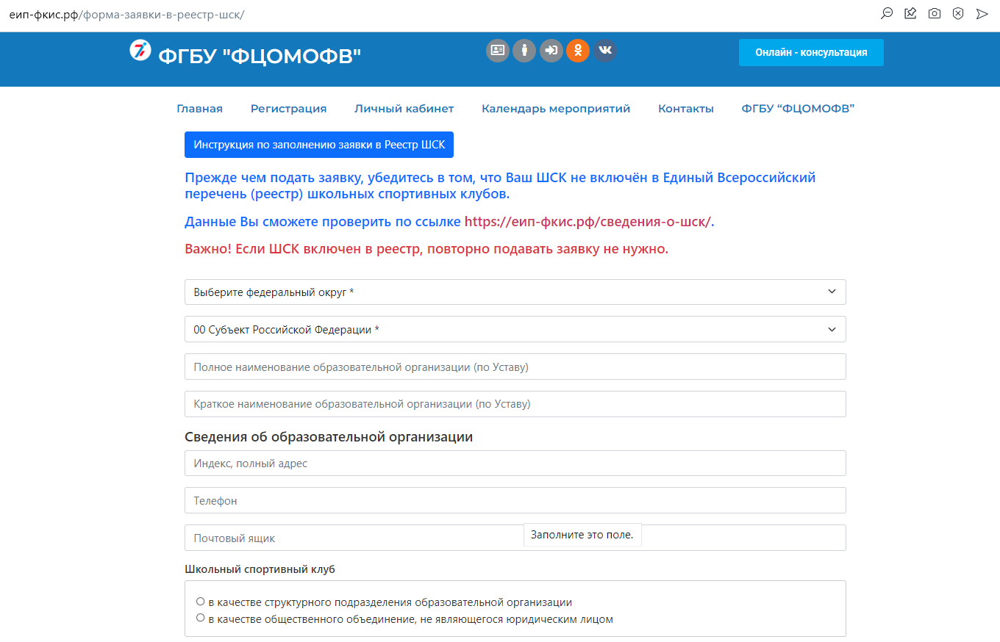 еип-фкис.рф/форма-заявки-в-реестр-шск/
ФГБУ "ФЦОМОФВ"
Онлайн - консультация
Главная Регистрация Личный кабинет Календарь мероприятий Контакты ФГБУ “ФЦОМОФВ”
Инструкция по заполнению заявки в Реестр ШСК
Прежде чем подать заявку, убедитесь в том, что Ваш ШСК не включён в Единый Всероссийский
перечень (реестр) школьных спортивных клубов.
Данные Вы сможете проверить по ссылке https://еип-фкис.рф/сведения-о-шск/.
Важно! Если ШСК включен в реестр, повторно подавать заявку не нужно.
Выберите федеральный округ *
00 Субъект Российской Федерации *
Полное наименование образовательной организации (по Уставу)
Краткое наименование образовательной организации (по Уставу)
Сведения об образовательной организации
Индекс, полный адрес
Телефон
Почтовый ящик
Заполните это поле.
Школьный спортивный клуб
в качестве структурного подразделения образовательной организации
в качестве общественного объединение, не являющегося юридическим лицом